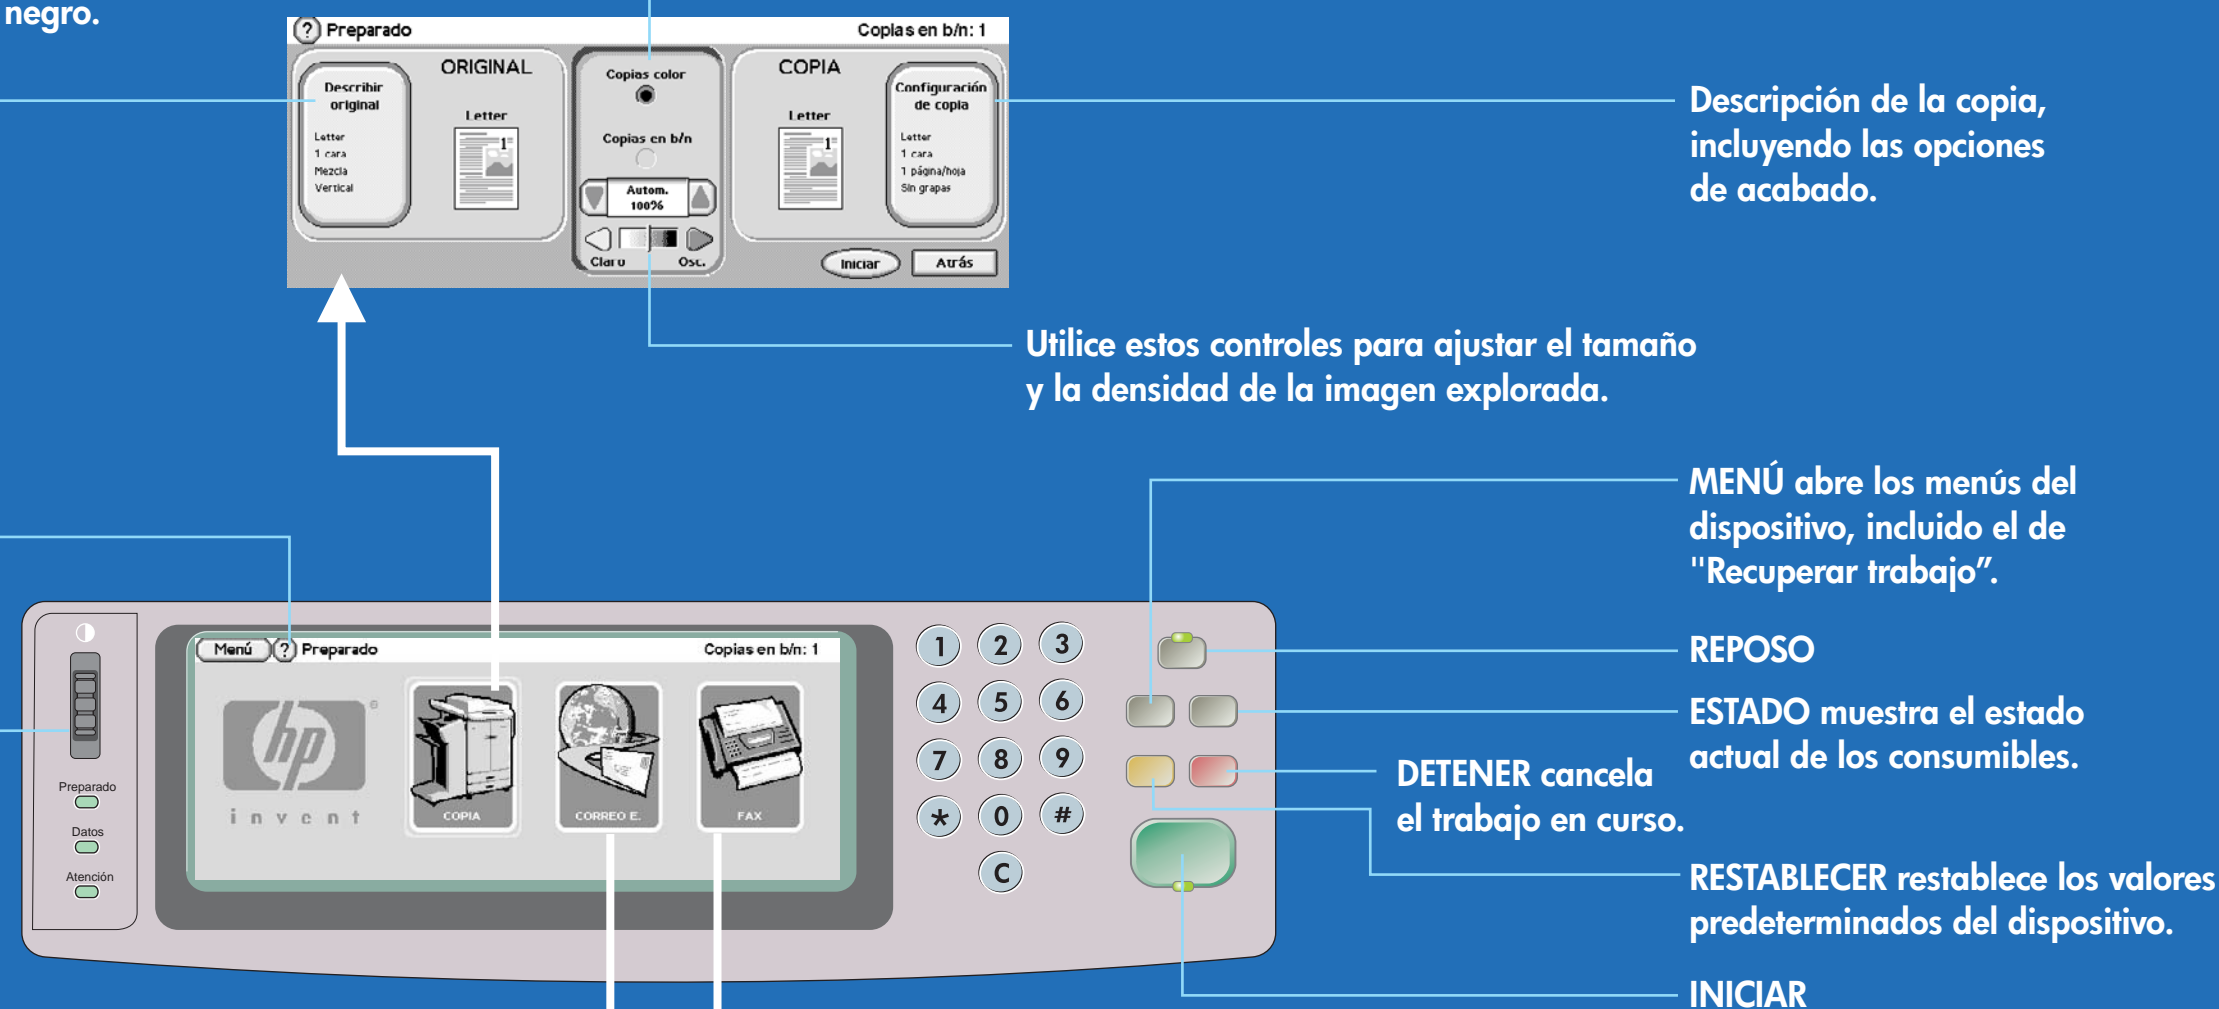 negro.
? Preparado
Copias en b/n: 1
Describir
original
Letter
1 cara
Mezcla
Vertical
ORIGINAL
Letter
1
Copias color
Copias en b/n
Autom.
100%
Claro
Osc.
COPIA
Letter
1
Configuración
de copia
Letter
1 cara
1 página/hoja
Sin grapas
Iniciar
Atrás
Descripción de la copia,
incluyendo las opciones
de acabado.
Utilice estos controles para ajustar el tamaño
y la densidad de la imagen explorada.
MENÚ abre los menús del
dispositivo, incluido el de
"Recuperar trabajo”.
REPOSO
ESTADO muestra el estado
actual de los consumibles.
DETENER cancela
el trabajo en curso.
RESTABLECER restablece los valores
predeterminados del dispositivo.
INICIAR
Preparado
Datos
Atención
Menú ? Preparado
Copias en b/n: 1
hp
®
invent
COPIA
CORREO E.
FAX
1 2 3
4 5 6
7 8 9
* 0 #
C